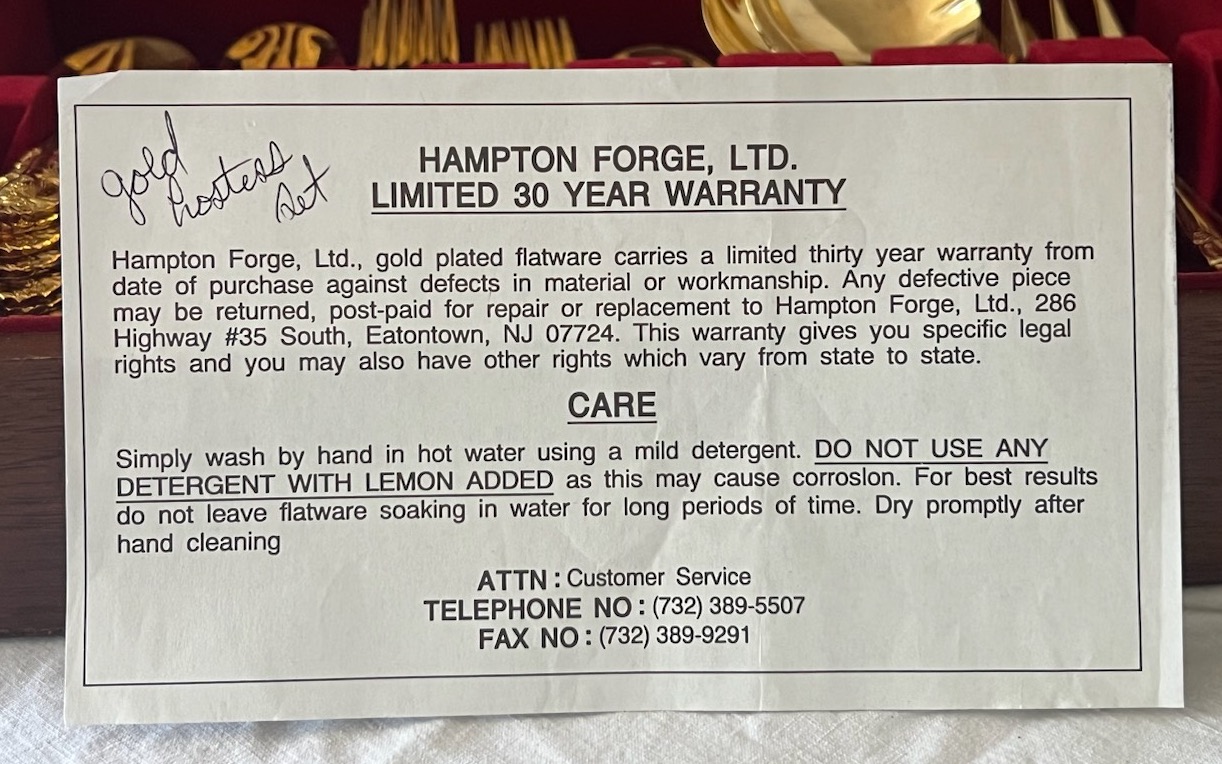 gold
hostess
set
HAMPTON FORGE, LTD.
LIMITED 30 YEAR WARRANTY
Hampton Forge, Ltd., gold plated flatware carries a limited thirty year warranty from
date of purchase against defects in material or workmanship. Any defective piece
may be returned, post-paid for repair or replacement to Hampton Forge, Ltd., 286
Highway #35 South, Eatontown, NJ 07724. This warranty gives you specific legal
rights and you may also have other rights which vary from state to state.
CARE
Simply wash by hand in hot water using a mild detergent. DO NOT USE ANY
DETERGENT WITH LEMON ADDED as this may cause corroslon. For best results
do not leave flatware soaking in water for long periods of time. Dry promptly after
hand cleaning
ATTN : Customer Service
TELEPHONE NO : (732) 389-5507
FAX NO : (732) 389-9291